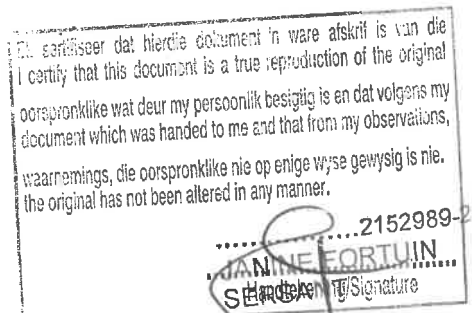 Ek sertifiseer dat hierdie dokument 'n ware afskrif is van die
I certify that this document is a true reproduction of the original
oorspronklike wat deur my persoonlik besigtig is en dat volgens my
document which was handed to me and that from my observations,
waarnemings, die oorspronklike nie op enige wyse gewysig is nie.
the original has not been altered in any manner.
2152989-2
JANINE FORTUIN
Handtekening/Signature